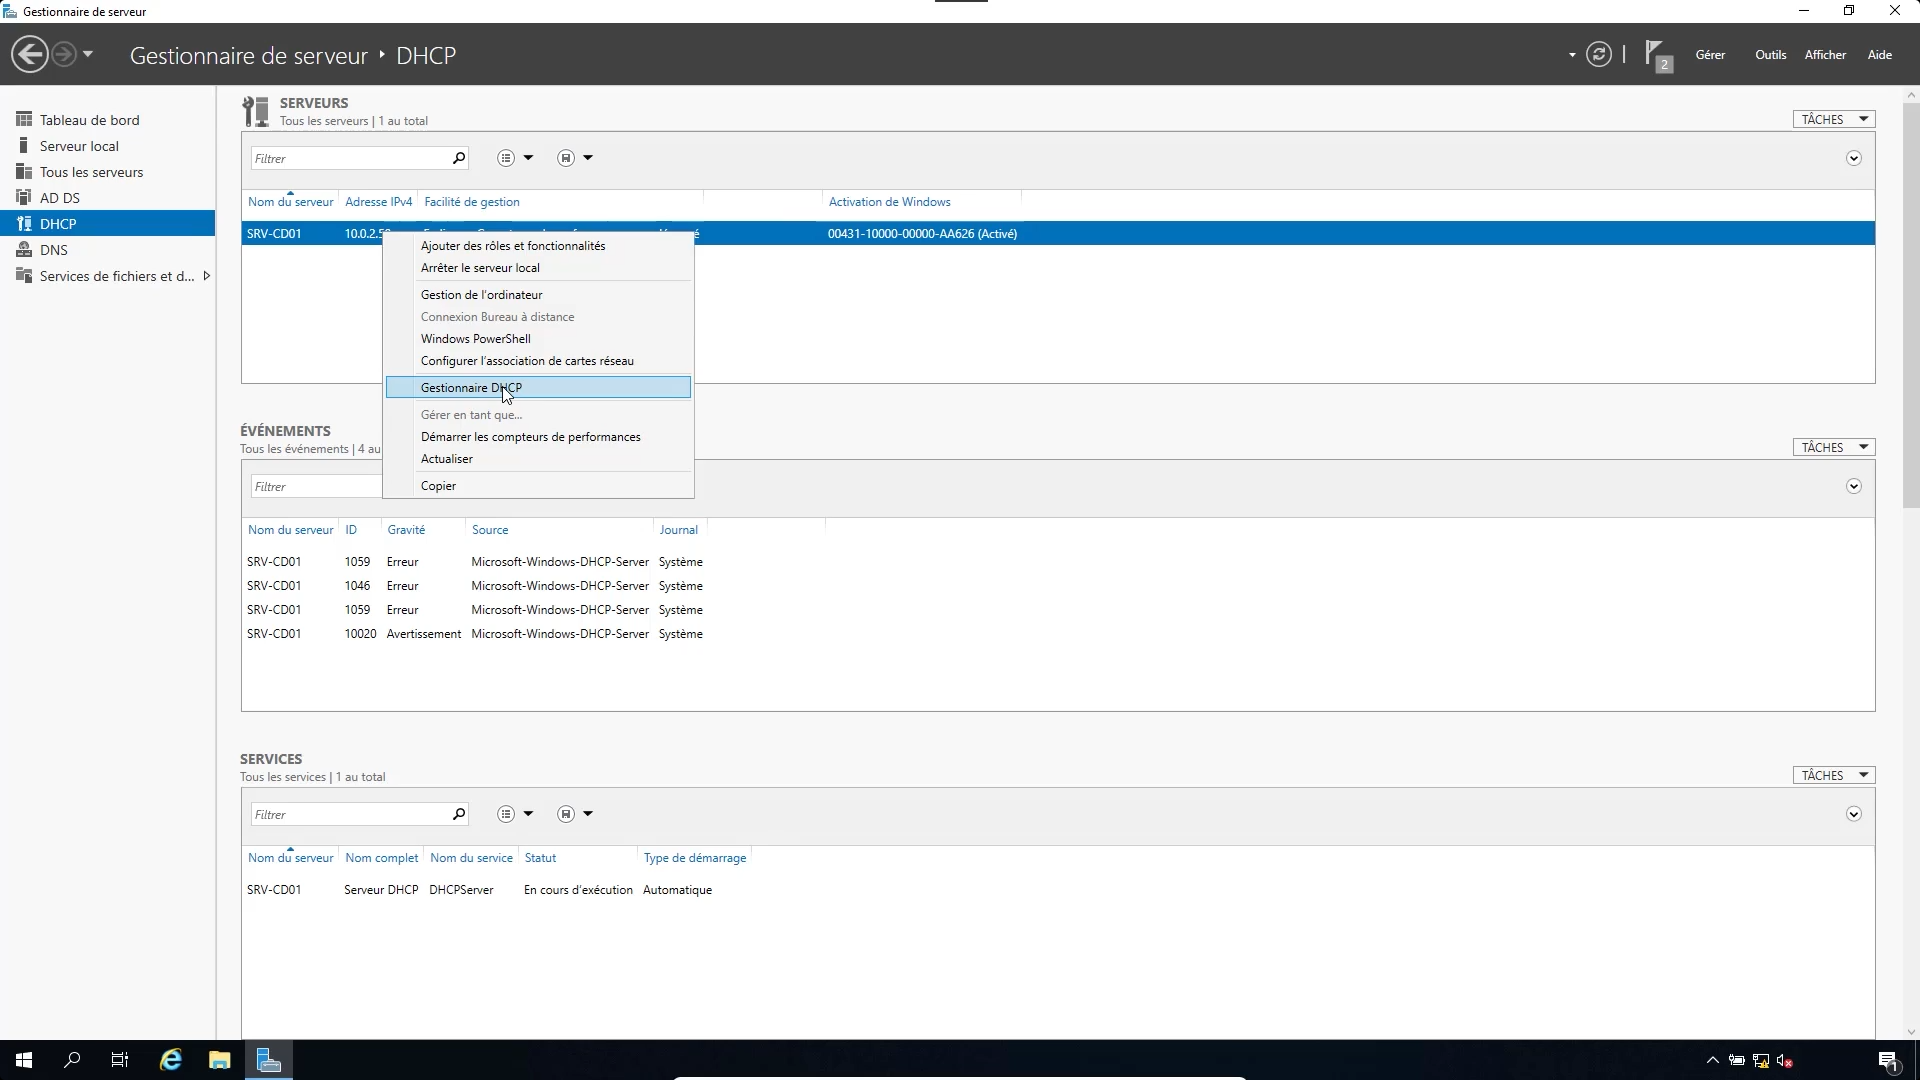 Gestionnaire de serveur
Gestionnaire de serveur ‣ DHCP
2
Gérer
Outils
Afficher
Aide
Tableau de bord
Serveur local
Tous les serveurs
AD DS
DHCP
DNS
Services de fichiers et d...
SERVEURS
Tous les serveurs | 1 au total
TÂCHES
Filtrer
Nom du serveur Adresse IPv4 Facilité de gestion Activation de Windows
SRV-CD01 00431-10000-00000-AA626 (Activé)
Ajouter des rôles et fonctionnalités
Arrêter le serveur local
Gestion de l'ordinateur
Connexion Bureau à distance
Windows PowerShell
Configurer l'association de cartes réseau
Gestionnaire DHCP
Gérer en tant que...
Démarrer les compteurs de performances
Actualiser
Copier
ÉVÉNEMENTS
Tous les événements | 4 au
TÂCHES
Filtrer
Nom du serveur ID Gravité Source Journal
SRV-CD01 1059 Erreur Microsoft-Windows-DHCP-Server Système
SRV-CD01 1046 Erreur Microsoft-Windows-DHCP-Server Système
SRV-CD01 1059 Erreur Microsoft-Windows-DHCP-Server Système
SRV-CD01 10020 Avertissement Microsoft-Windows-DHCP-Server Système
SERVICES
Tous les services | 1 au total
TÂCHES
Filtrer
Nom du serveur Nom complet Nom du service Statut Type de démarrage
SRV-CD01 Serveur DHCP DHCPServer En cours d'exécution Automatique
1